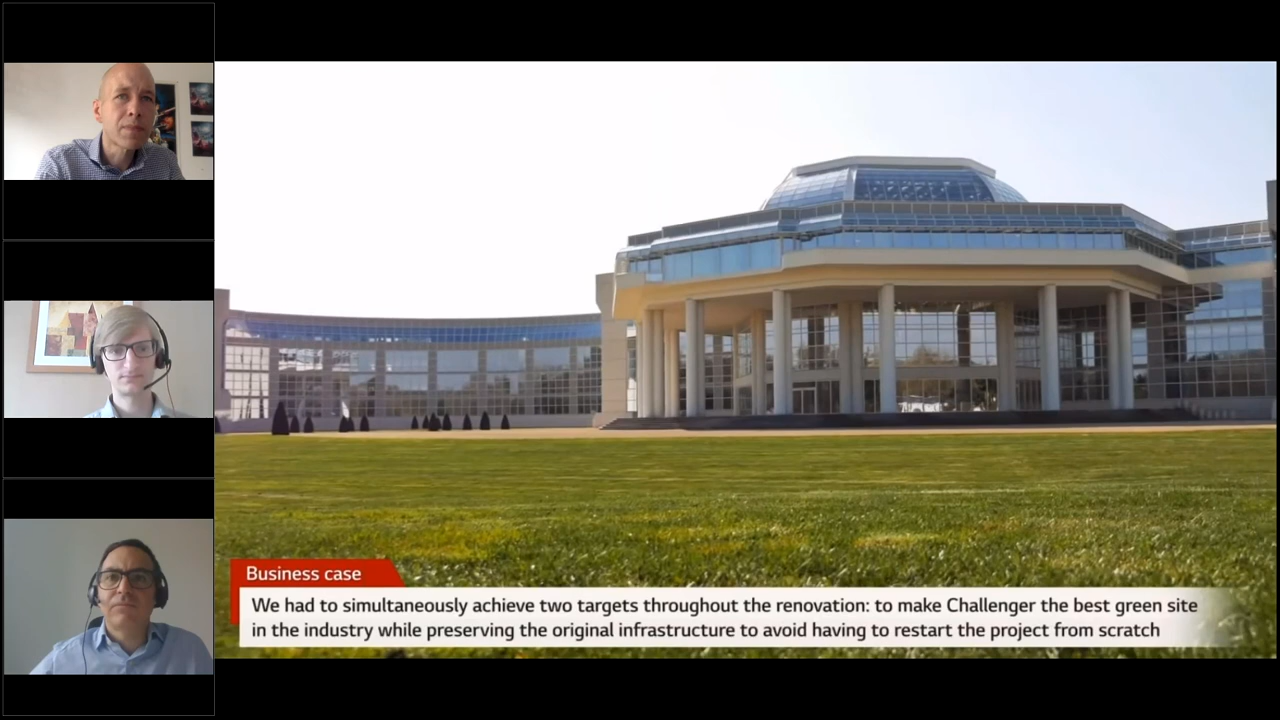 Business case
We had to simultaneously achieve two targets throughout the renovation: to make Challenger the best green site
in the industry while preserving the original infrastructure to avoid having to restart the project from scratch